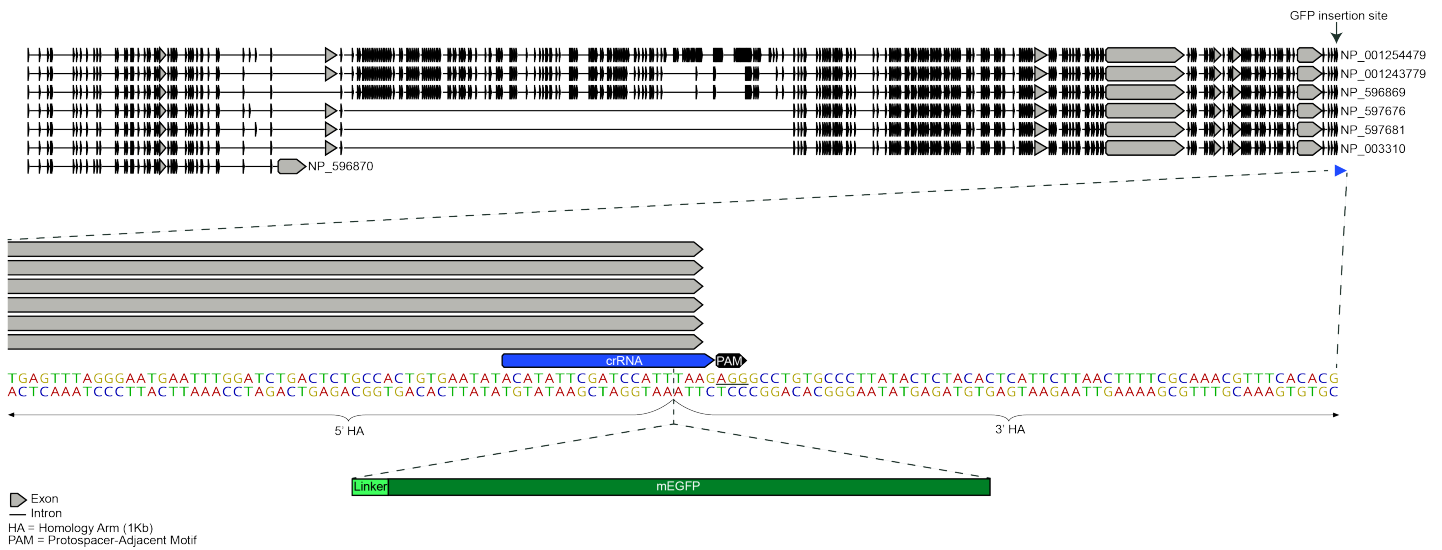 GFP insertion site
NP_001254479
NP_001243779
NP_596869
NP_597676
NP_597681
NP_003310
NP_596870
crRNA
PAM
TGAGTTTAGGGAATGAATTTGGATCTGACTCTGCCACTGTGAATATACATATTCGATCCATTTAAGAGGGCCTGTGCCCTTATACTCTACACTCATTCTTAACTTTTCGCAAACGTTTCACACG
ACTCAAATCCCTTACTTAAACCTAGACTGAGACGGTGACACTTATATGTATAAGCTAGGTAAATTCTCCCGGACACGGGAATATGAGATGTGAGTAAGAATTGAAAAGCGTTTGCAAAGTGTGC
5' HA
3' HA
Linker
mEGFP
Exon
Intron
HA = Homology Arm (1Kb)
PAM = Protospacer-Adjacent Motif